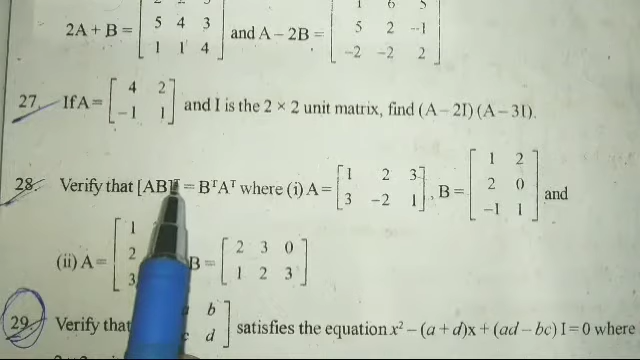 6 5
2A + B = [ 5 4 3 and A – 2B = 5 2 –1
1 1 4 –2 –2 2
27. If A = [ 4 2
–1 1 ] and I is the 2 × 2 unit matrix, find (A – 2I) (A – 3I).
28. Verify that [AB] = BᵀAᵀ where (i) A = [ 1 2 3
3 –2 1 ], B = [ 1 2
2 0
–1 1 ] and
(ii) A = [ 1
2
3 B = [ 2 3 0
1 2 3 ]
29. Verify that b
c d ] satisfies the equation x² – (a + d)x + (ad – bc) I = 0 where